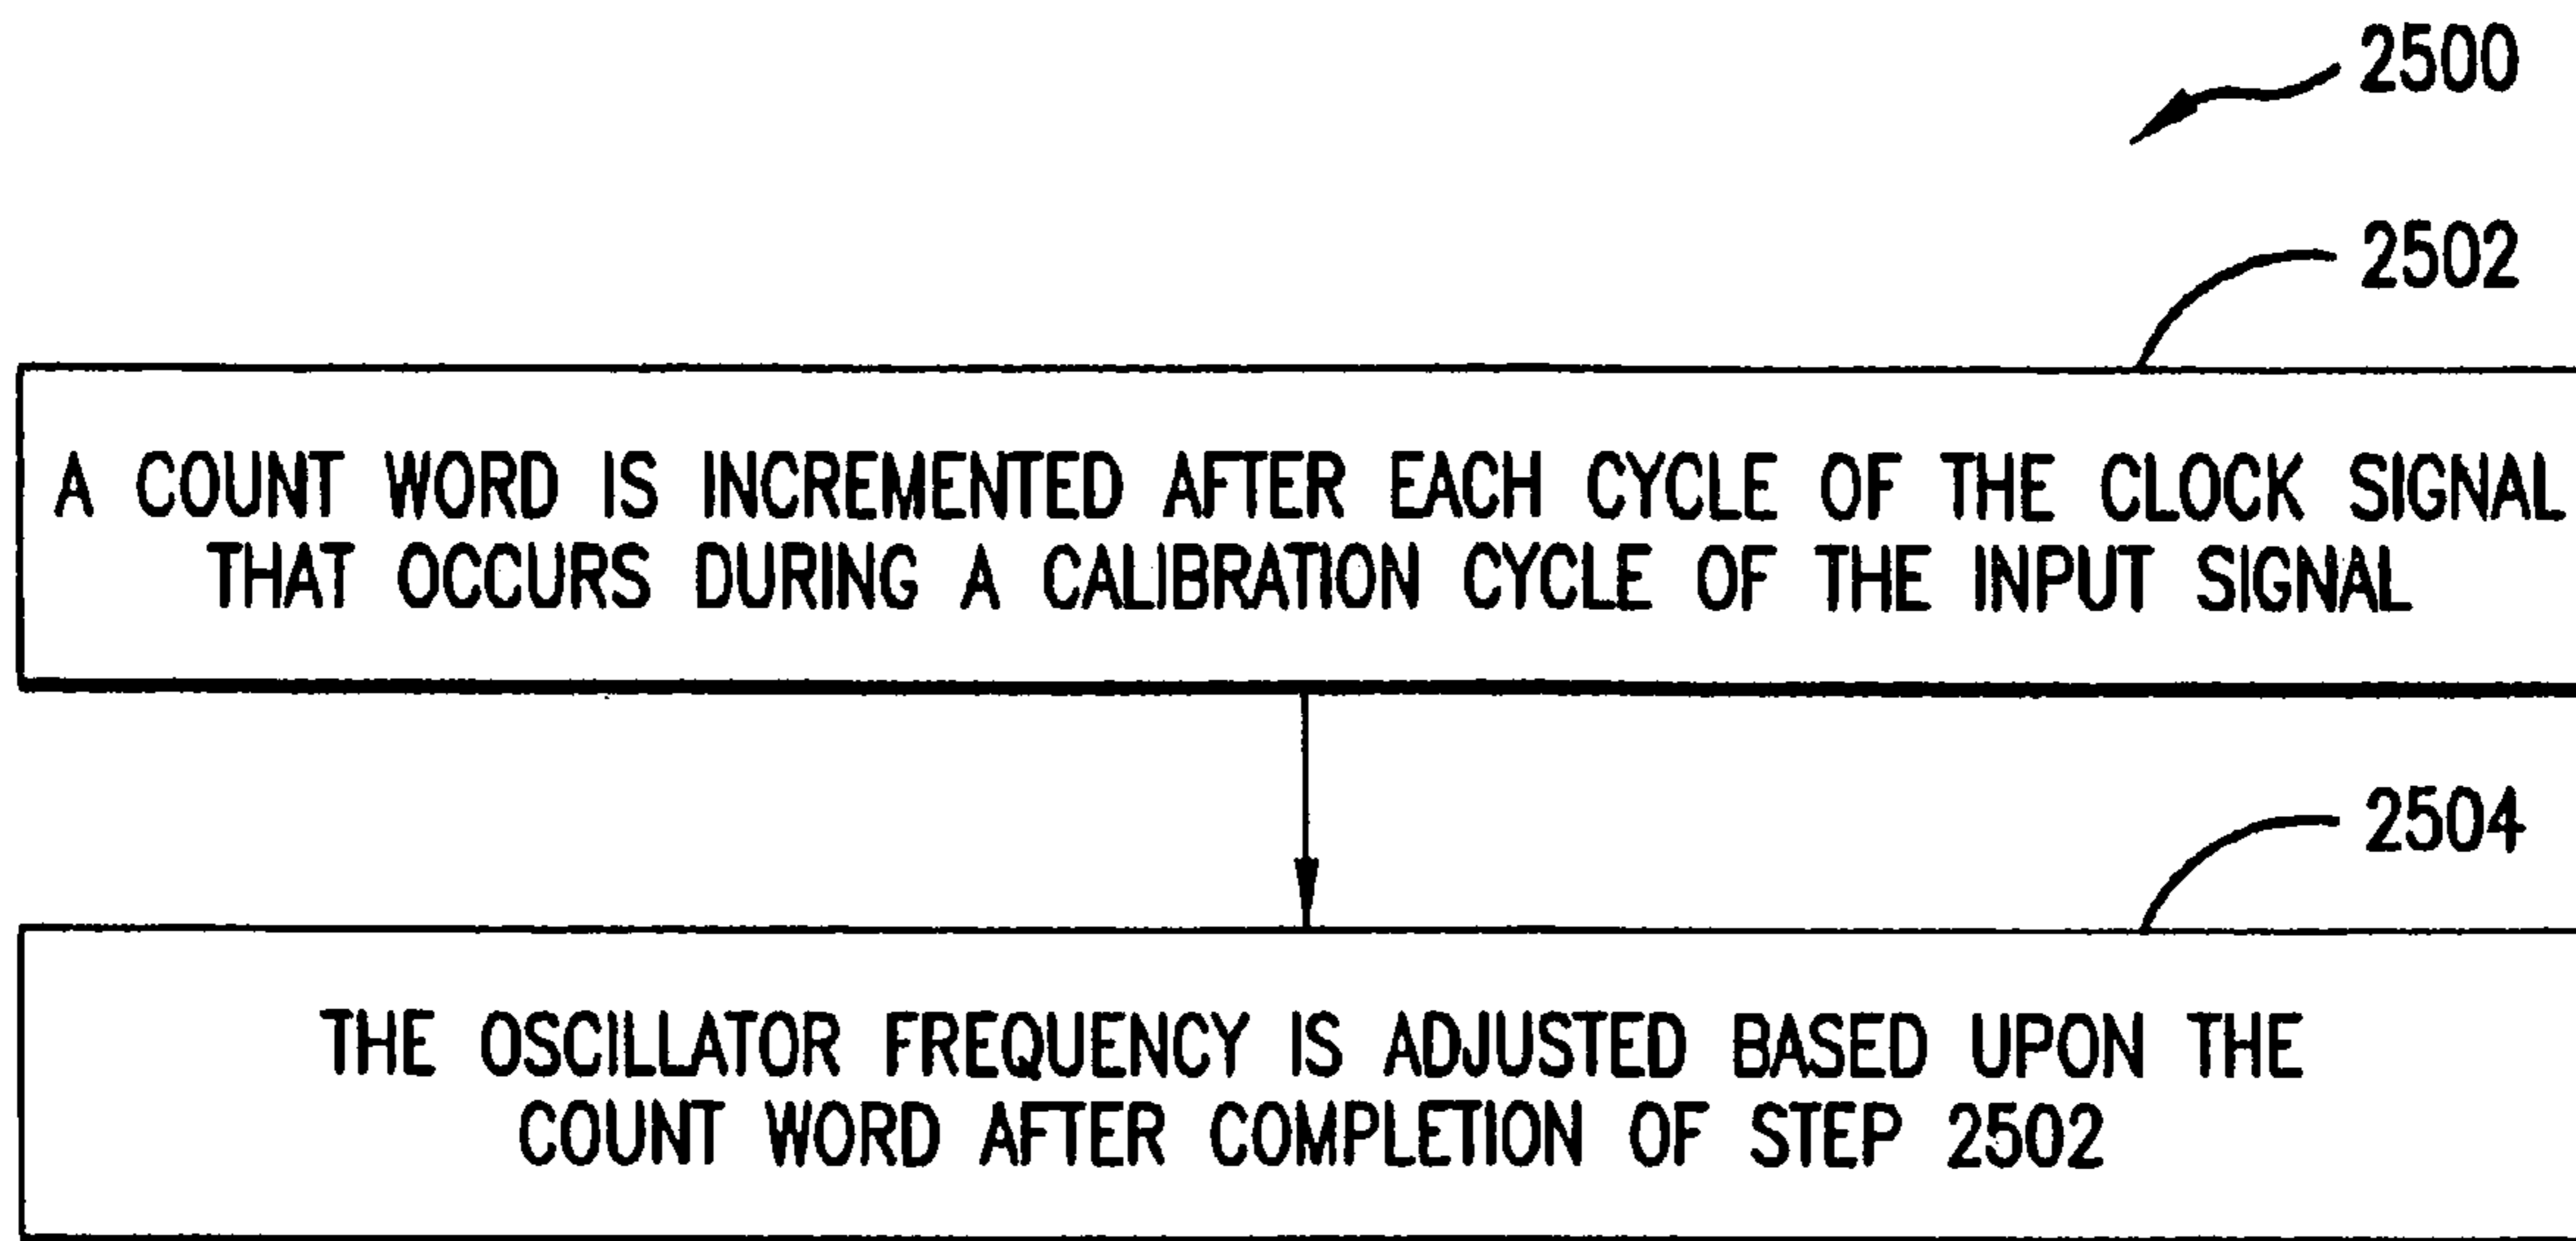 2500
2502
A COUNT WORD IS INCREMENTED AFTER EACH CYCLE OF THE CLOCK SIGNAL
THAT OCCURS DURING A CALIBRATION CYCLE OF THE INPUT SIGNAL
2504
THE OSCILLATOR FREQUENCY IS ADJUSTED BASED UPON THE
COUNT WORD AFTER COMPLETION OF STEP 2502